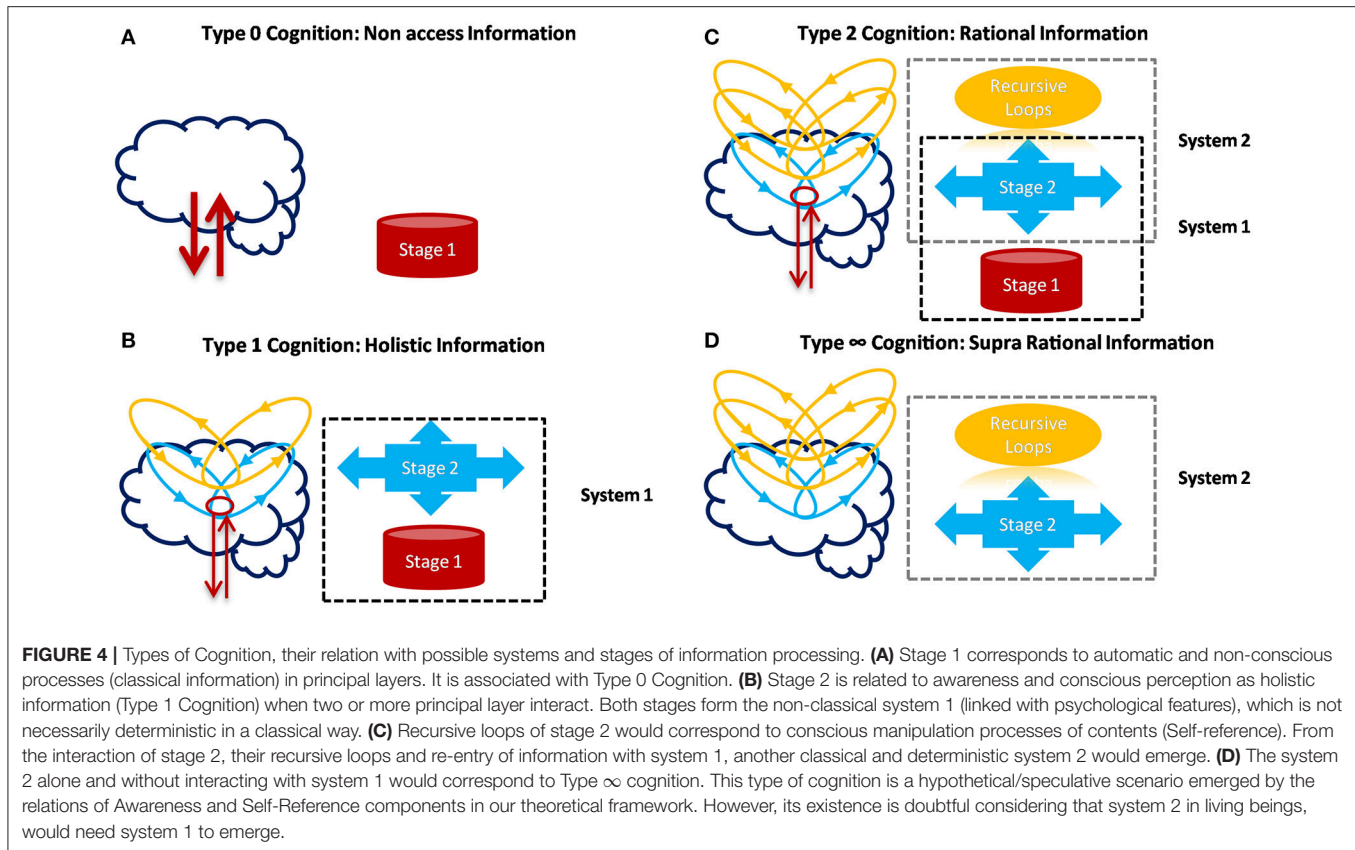 A
Type 0 Cognition: Non access Information
Stage 1
B
Type 1 Cognition: Holistic Information
Stage 2
Stage 1
System 1
C
Type 2 Cognition: Rational Information
Recursive
Loops
Stage 2
Stage 1
System 2
System 1
D
Type ∞ Cognition: Supra Rational Information
Recursive
Loops
Stage 2
System 2
FIGURE 4 | Types of Cognition, their relation with possible systems and stages of information processing. (A) Stage 1 corresponds to automatic and non-conscious
processes (classical information) in principal layers. It is associated with Type 0 Cognition. (B) Stage 2 is related to awareness and conscious perception as holistic
information (Type 1 Cognition) when two or more principal layer interact. Both stages form the non-classical system 1 (linked with psychological features), which is not
necessarily deterministic in a classical way. (C) Recursive loops of stage 2 would correspond to conscious manipulation processes of contents (Self-reference). From
the interaction of stage 2, their recursive loops and re-entry of information with system 1, another classical and deterministic system 2 would emerge. (D) The system
2 alone and without interacting with system 1 would correspond to Type ∞ cognition. This type of cognition is a hypothetical/speculative scenario emerged by the
relations of Awareness and Self-Reference components in our theoretical framework. However, its existence is doubtful considering that system 2 in living beings,
would need system 1 to emerge.